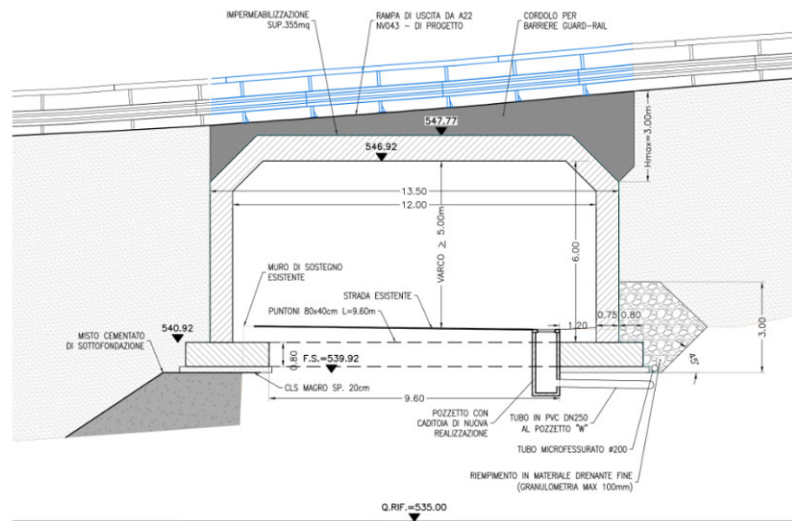 IMPERMEABILIZZAZIONE
SUP.355mq
RAMPA DI USCITA DA A22
NV043 - DI PROGETTO
CORDOLO PER
BARRIERE GUARD-RAIL
547.77
546.92
Hmax=3.00m
13.50
12.00
VARCO ≥ 5.00m
6.00
MURO DI SOSTEGNO
ESISTENTE
STRADA ESISTENTE
PUNTONI 80x40cm L=9.60m
1.20
0.75
0.80
3.00
MISTO CEMENTATO
DI SOTTOFONDAZIONE
540.92
0.80
F.S.=539.92
45°
CLS MAGRO SP. 20cm
9.60
POZZETTO CON
CADITOIA DI NUOVA
REALIZZAZIONE
TUBO IN PVC DN250
AL POZZETTO "W"
TUBO MICROFESSURATO ø200
RIEMPIMENTO IN MATERIALE DRENANTE FINE
(GRANULOMETRIA MAX 100mm)
Q.RIF.=535.00